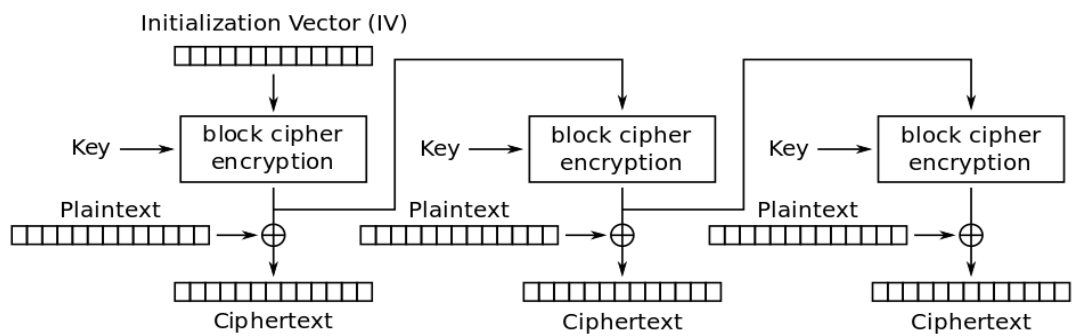 Initialization Vector (IV)
Key
block cipher
encryption
Key
block cipher
encryption
Key
block cipher
encryption
Plaintext
Plaintext
Plaintext
Ciphertext
Ciphertext
Ciphertext